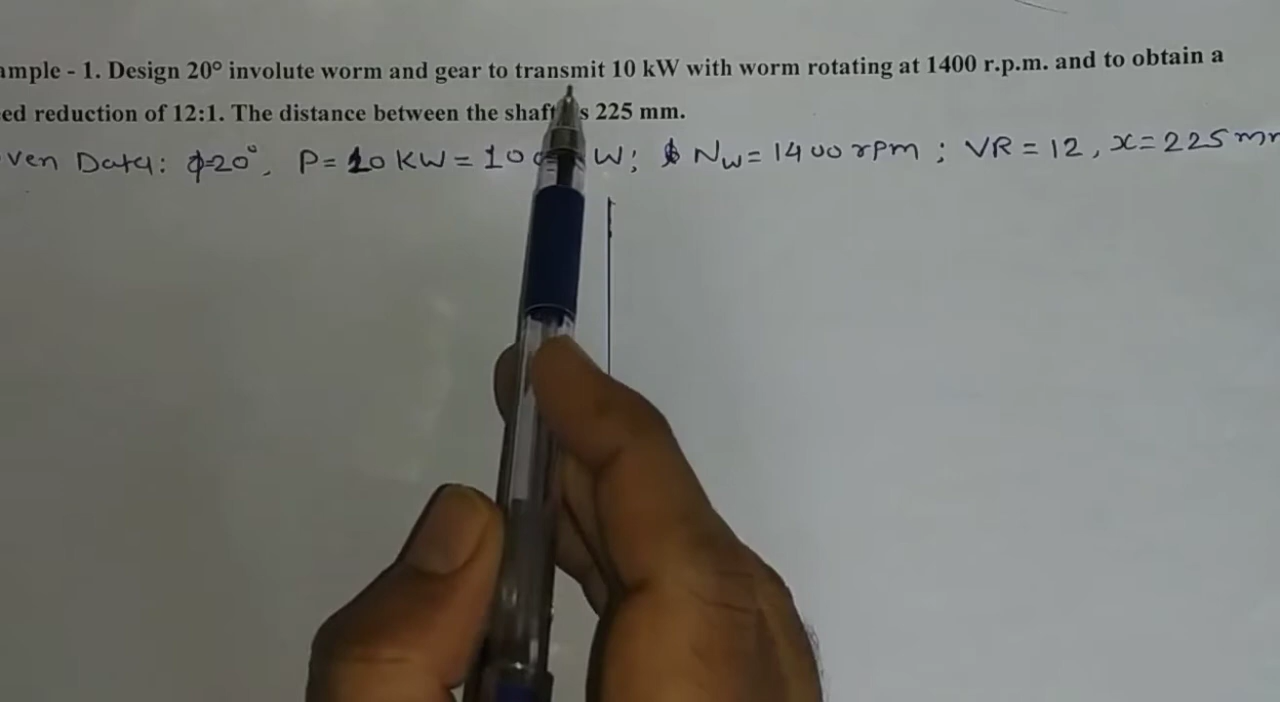 ample - 1. Design 20° involute worm and gear to transmit 10 kW with worm rotating at 1400 r.p.m. and to obtain a
ed reduction of 12:1. The distance between the shaft s 225 mm.
ven Data: φ=20°, P= 10 KW = 10 W; Nw = 1400 rpm ; VR = 12, x = 225 mm